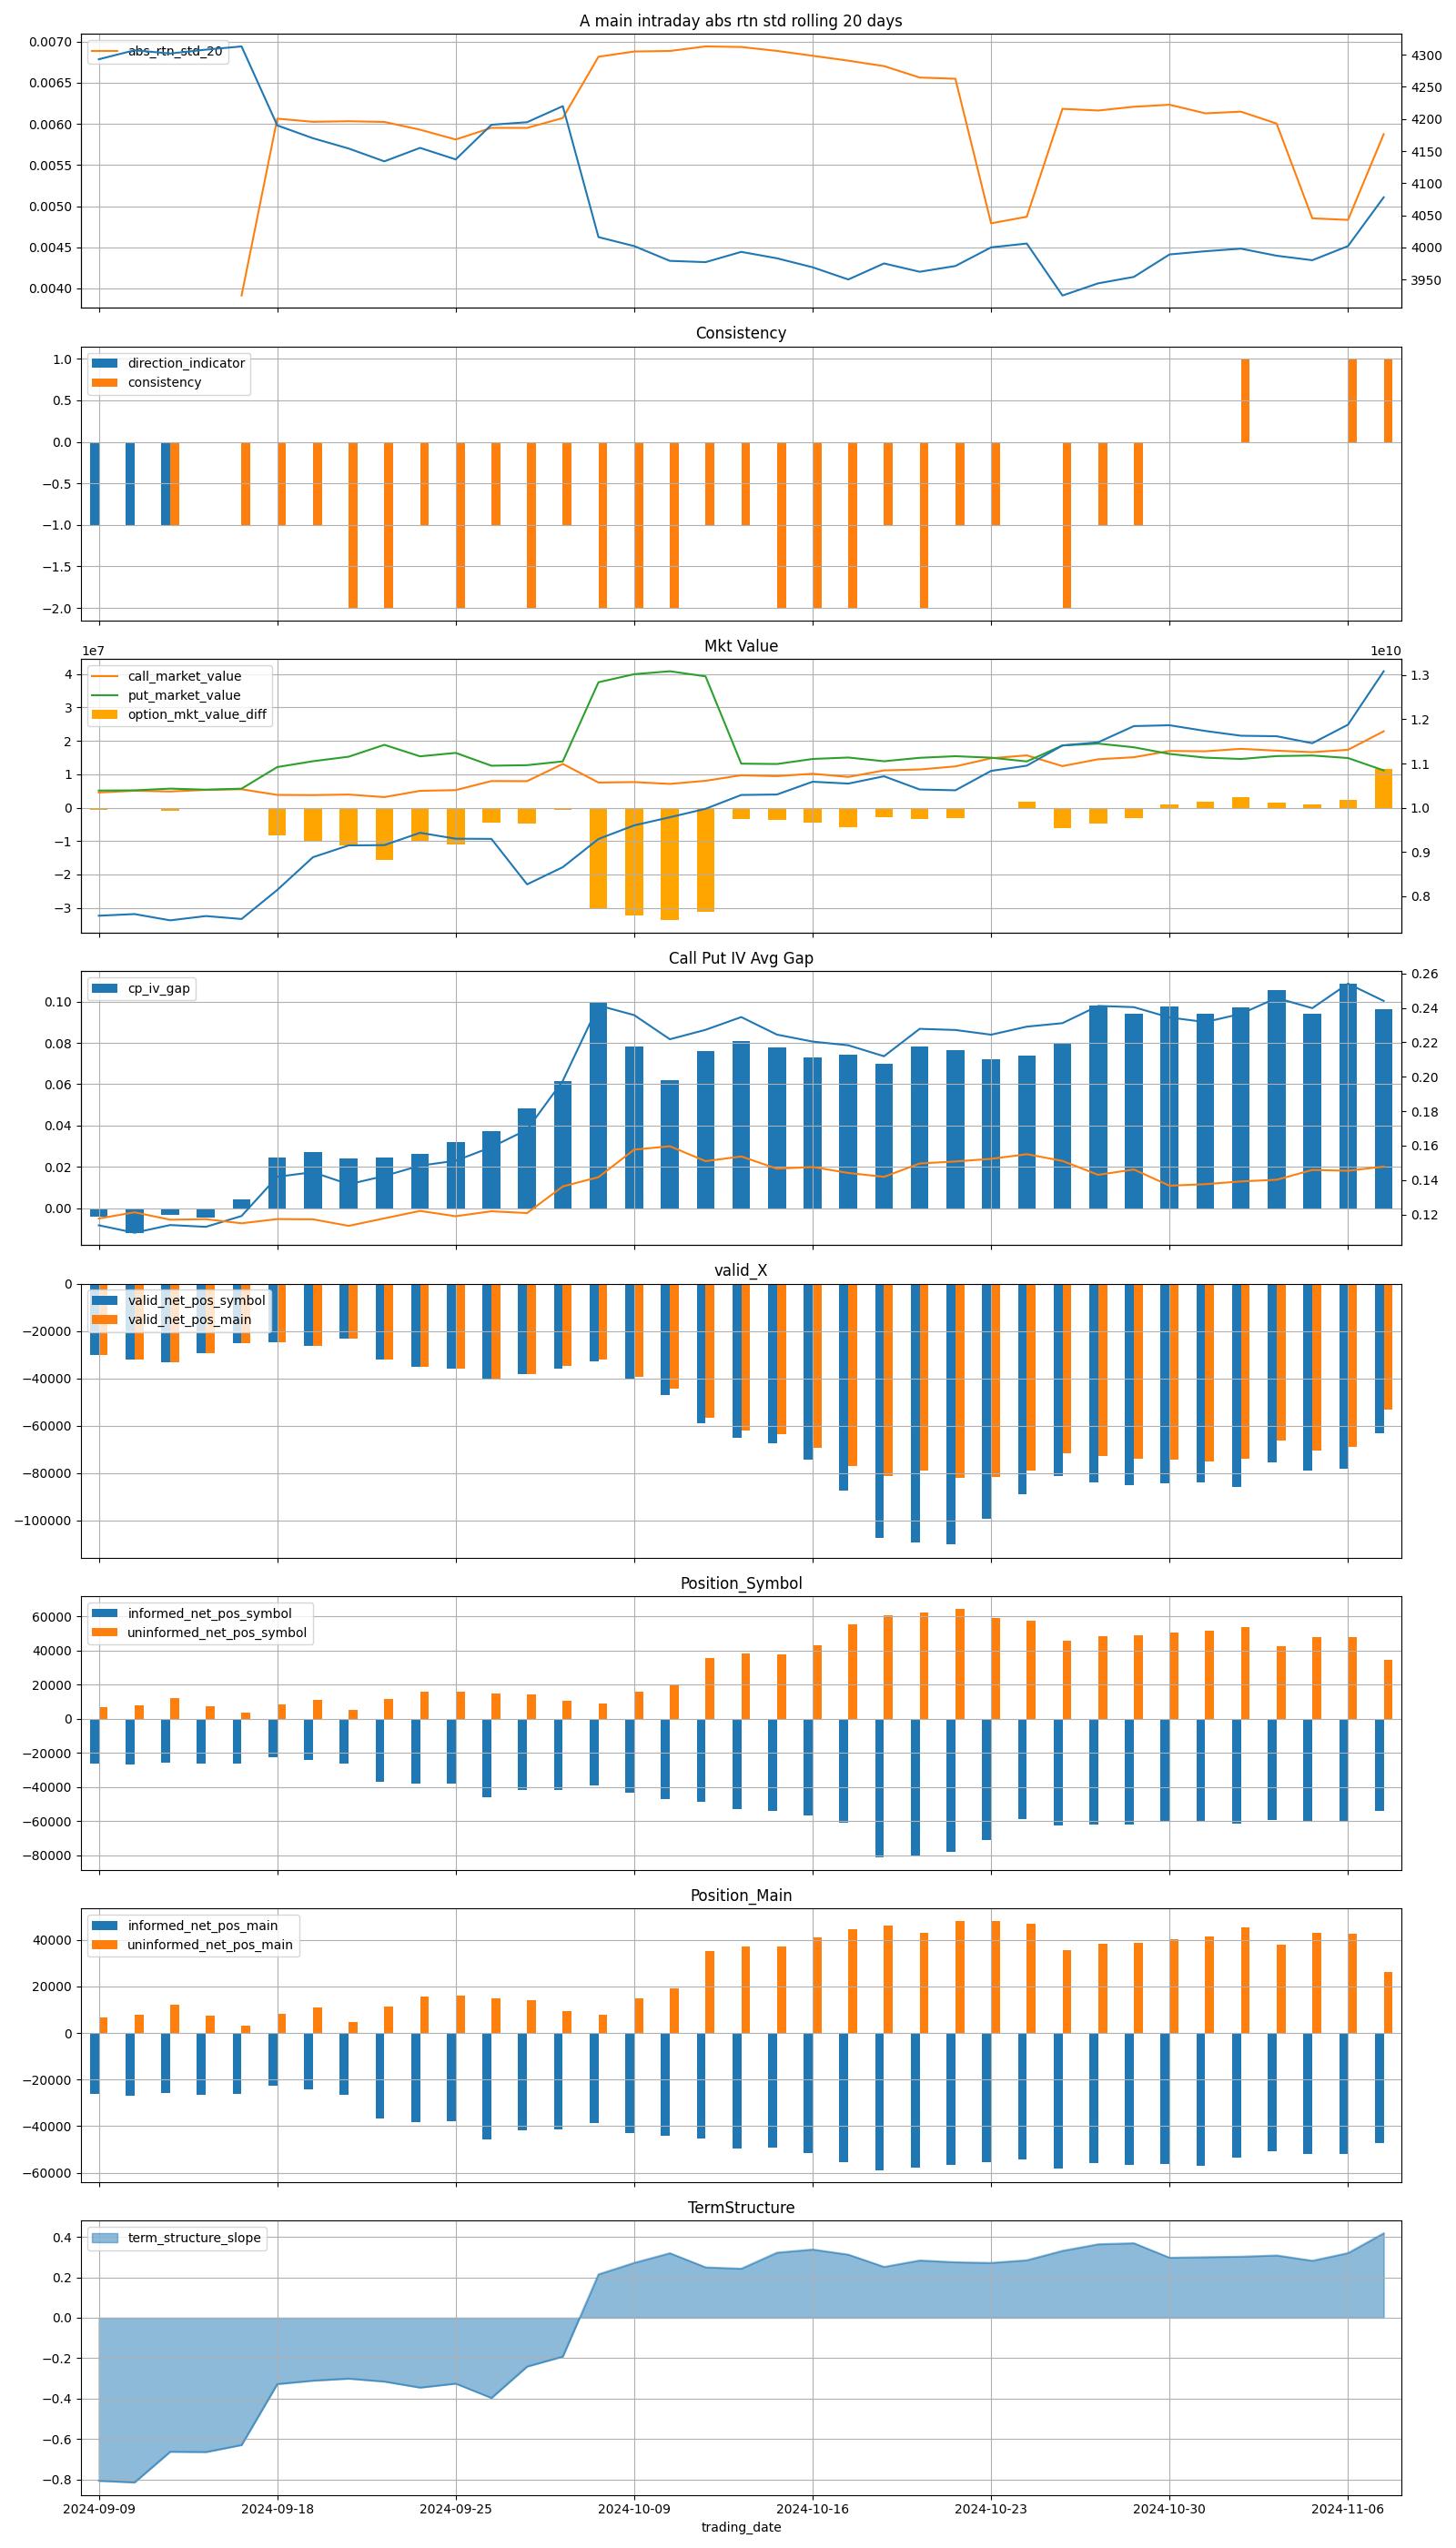 A main intraday abs rtn std rolling 20 days
abs_rtn_std_20
0.0070
0.0065
0.0060
0.0055
0.0050
0.0045
0.0040
4300
4250
4200
4150
4100
4050
4000
3950
Consistency
direction_indicator
consistency
1.0
0.5
0.0
−0.5
−1.0
−1.5
−2.0
Mkt Value
1e7
1e10
call_market_value
put_market_value
option_mkt_value_diff
4
3
2
1
0
−1
−2
−3
1.3
1.2
1.1
1.0
0.9
0.8
Call Put IV Avg Gap
cp_iv_gap
0.10
0.08
0.06
0.04
0.02
0.00
0.26
0.24
0.22
0.20
0.18
0.16
0.14
0.12
valid_X
valid_net_pos_symbol
valid_net_pos_main
0
−20000
−40000
−60000
−80000
−100000
Position_Symbol
informed_net_pos_symbol
uninformed_net_pos_symbol
60000
40000
20000
0
−20000
−40000
−60000
−80000
Position_Main
informed_net_pos_main
uninformed_net_pos_main
40000
20000
0
−20000
−40000
−60000
TermStructure
term_structure_slope
0.4
0.2
0.0
−0.2
−0.4
−0.6
−0.8
2024-09-09 2024-09-18 2024-09-25 2024-10-09 2024-10-16 2024-10-23 2024-10-30 2024-11-06
trading_date